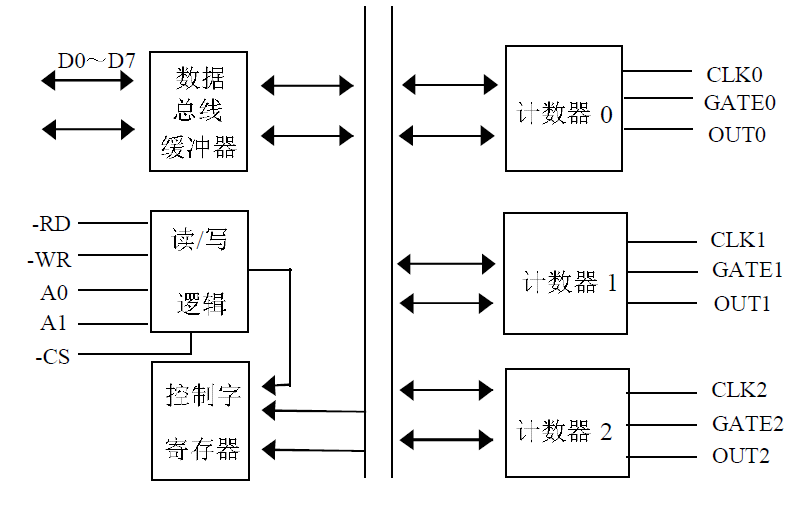 D0～D7
数据
总线
缓冲器
-RD
-WR
A0
A1
-CS
读/写
逻辑
控制字
寄存器
计数器 0
CLK0
GATE0
OUT0
计数器 1
CLK1
GATE1
OUT1
计数器 2
CLK2
GATE2
OUT2